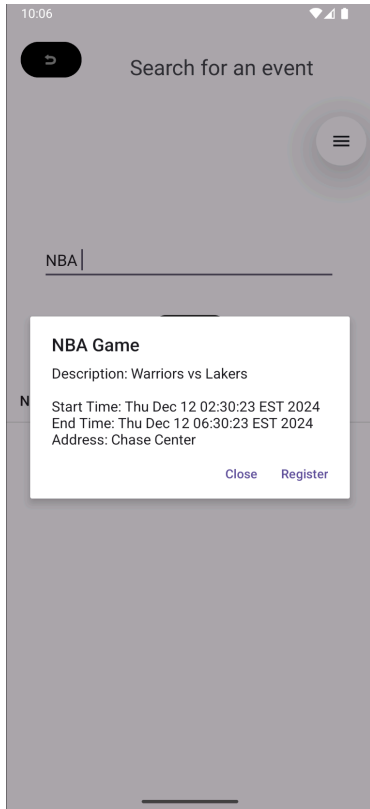 10:06
Search for an event
NBA
NBA Game
Description: Warriors vs Lakers
N
Start Time: Thu Dec 12 02:30:23 EST 2024
End Time: Thu Dec 12 06:30:23 EST 2024
Address: Chase Center
Close Register